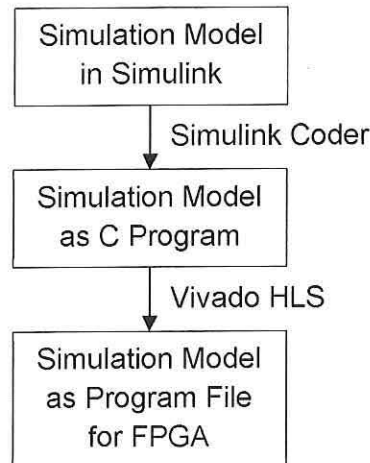 Simulation Model
in Simulink
Simulink Coder
Simulation Model
as C Program
Vivado HLS
Simulation Model
as Program File
for FPGA